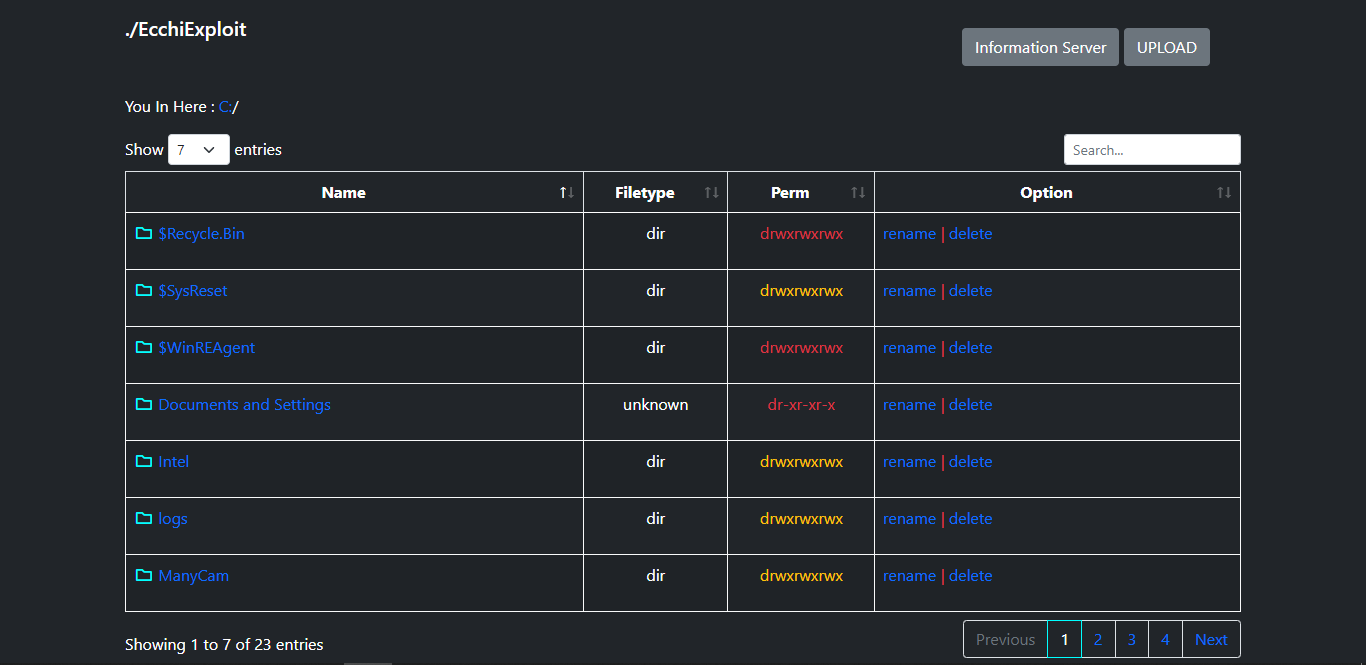 ./EcchiExploit
Information Server UPLOAD
You In Here : C:/
Show 7 entries
Search...
Name Filetype Perm Option
$Recycle.Bin dir drwxrwxrwx rename | delete
$SysReset dir drwxrwxrwx rename | delete
$WinREAgent dir drwxrwxrwx rename | delete
Documents and Settings unknown dr-xr-xr-x rename | delete
Intel dir drwxrwxrwx rename | delete
logs dir drwxrwxrwx rename | delete
ManyCam dir drwxrwxrwx rename | delete
Showing 1 to 7 of 23 entries
Previous 1 2 3 4 Next